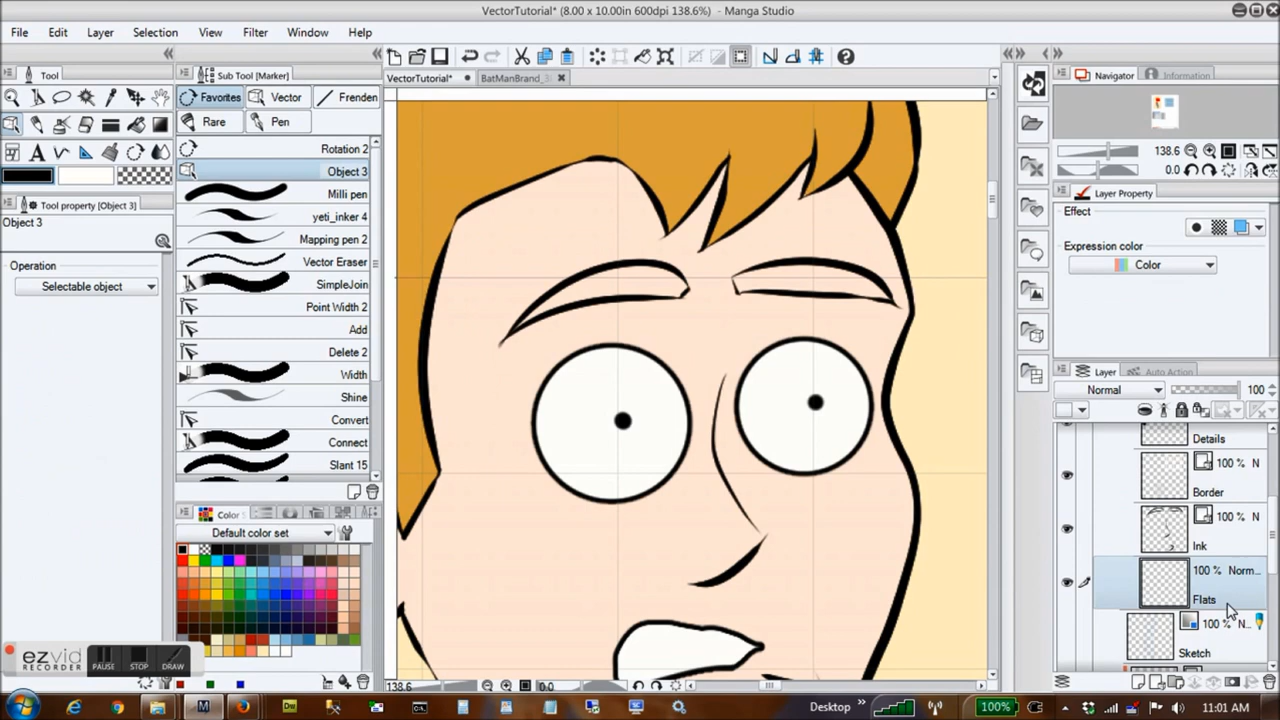 VectorTutorial* (8.00 x 10.00in 600dpi 138.6%) - Manga Studio
File Edit Layer Selection View Filter Window Help
Tool
Sub Tool [Marker]
VectorTutorial* BatManBrand_3
Navigator Information
Favorites Vector Frenden
Rare Pen
Rotation 2
Object 3
Milli pen
yeti_inker 4
Mapping pen 2
Vector Eraser
SimpleJoin
Point Width 2
Add
Delete 2
Width
Shine
Convert
Connect
Slant 15
Tool property [Object 3]
Object 3
Operation
Selectable object
138.6
0.0
Layer Property
Effect
Expression color
Color
Layer Auto Action
Normal 100
Details
100 % N
Border
100 % N
Ink
100 % Norm...
Flats
100 % N...
Sketch
Color
Default color set
ezvid
RECORDER
PAUSE STOP DRAW
138.6 0.0
Desktop 100% 11:01 AM